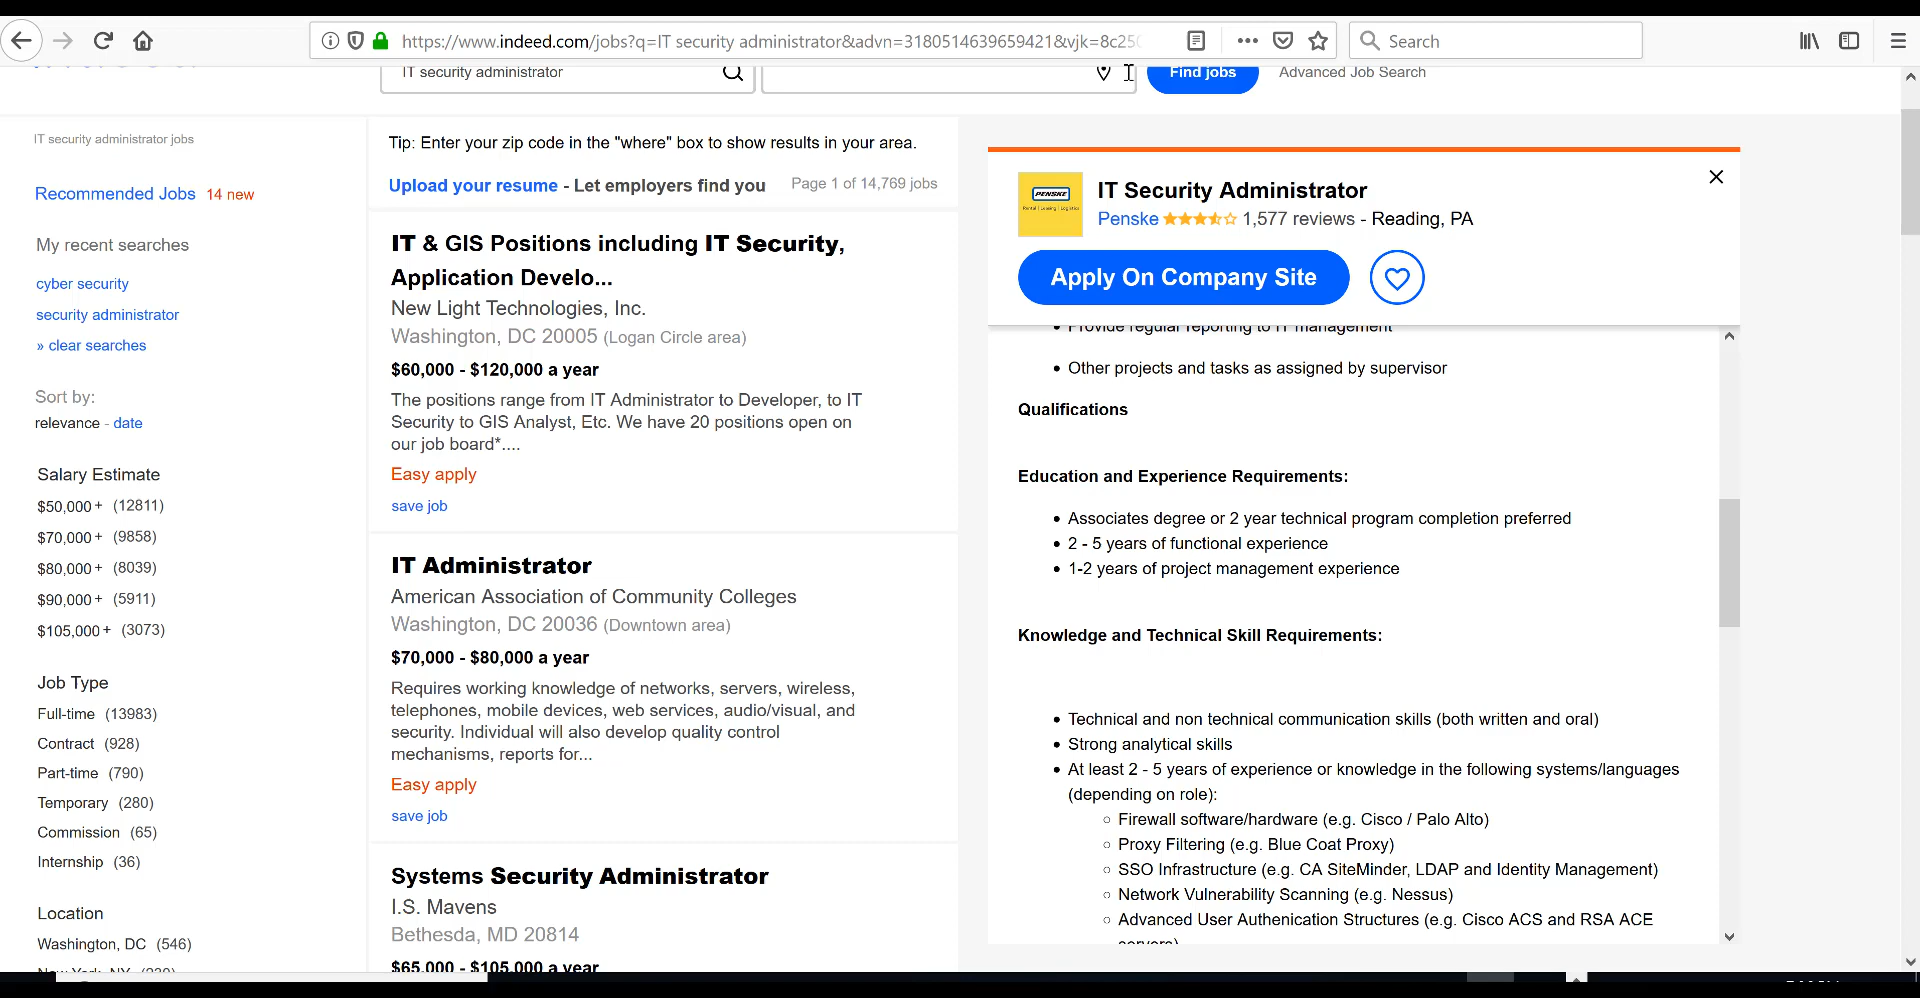 https://www.indeed.com/jobs?q=IT security administrator&advn=3180514639659421&vjk=8c250
Search
IT security administrator
Find jobs
Advanced Job Search
IT security administrator jobs
Recommended Jobs 14 new
My recent searches
cyber security
security administrator
» clear searches
Sort by:
relevance - date
Salary Estimate
$50,000+ (12811)
$70,000+ (9858)
$80,000+ (8039)
$90,000+ (5911)
$105,000+ (3073)
Job Type
Full-time (13983)
Contract (928)
Part-time (790)
Temporary (280)
Commission (65)
Internship (36)
Location
Washington, DC (546)
Tip: Enter your zip code in the "where" box to show results in your area.
Upload your resume - Let employers find you
Page 1 of 14,769 jobs
IT & GIS Positions including IT Security,
Application Develo...
New Light Technologies, Inc.
Washington, DC 20005 (Logan Circle area)
$60,000 - $120,000 a year
The positions range from IT Administrator to Developer, to IT
Security to GIS Analyst, Etc. We have 20 positions open on
our job board*....
Easy apply
save job
IT Administrator
American Association of Community Colleges
Washington, DC 20036 (Downtown area)
$70,000 - $80,000 a year
Requires working knowledge of networks, servers, wireless,
telephones, mobile devices, web services, audio/visual, and
security. Individual will also develop quality control
mechanisms, reports for...
Easy apply
save job
Systems Security Administrator
I.S. Mavens
Bethesda, MD 20814
$65,000 - $105,000 a year
PENSKE
Rental | Leasing | Logistics
IT Security Administrator
Penske 1,577 reviews - Reading, PA
Apply On Company Site
Provide regular reporting to IT management
Other projects and tasks as assigned by supervisor
Qualifications
Education and Experience Requirements:
Associates degree or 2 year technical program completion preferred
2 - 5 years of functional experience
1-2 years of project management experience
Knowledge and Technical Skill Requirements:
Technical and non technical communication skills (both written and oral)
Strong analytical skills
At least 2 - 5 years of experience or knowledge in the following systems/languages
(depending on role):
Firewall software/hardware (e.g. Cisco / Palo Alto)
Proxy Filtering (e.g. Blue Coat Proxy)
SSO Infrastructure (e.g. CA SiteMinder, LDAP and Identity Management)
Network Vulnerability Scanning (e.g. Nessus)
Advanced User Authenication Structures (e.g. Cisco ACS and RSA ACE
servers)